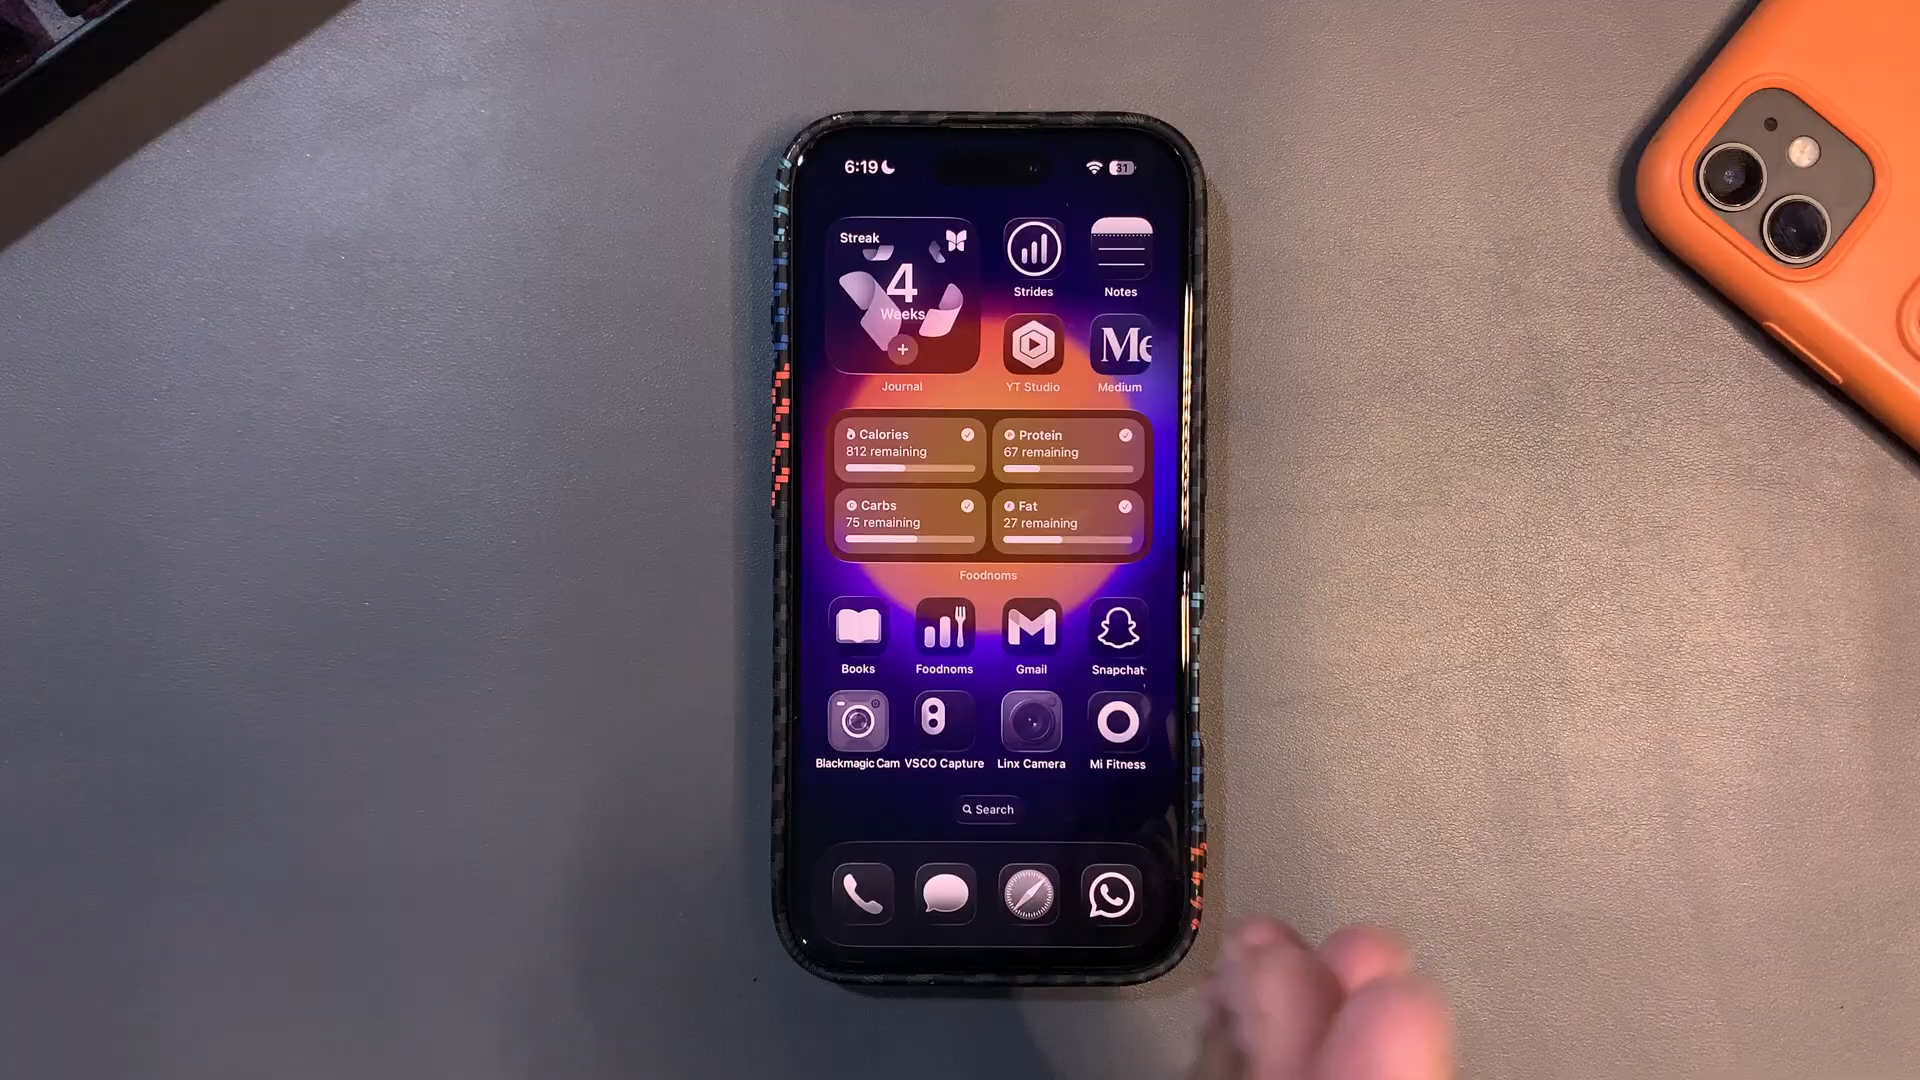 6:19
31
Streak
4
Weeks
Journal
Strides
Notes
Me
YT Studio
Medium
Calories
812 remaining
Protein
67 remaining
Carbs
75 remaining
Fat
27 remaining
Foodnoms
Books
Foodnoms
Gmail
Snapchat
Blackmagic Cam
VSCO Capture
Linx Camera
Mi Fitness
Search